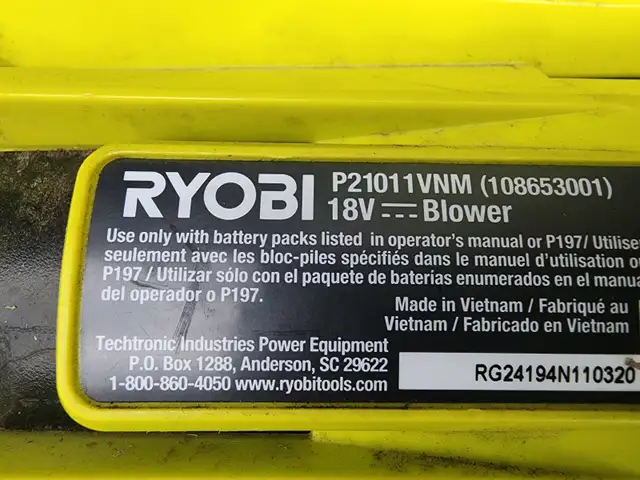 RYOBI P21011VNM (108653001)
18V Blower
Use only with battery packs listed in operator's manual or P197/ Utilise
seulement avec les bloc-piles spécifiés dans le manuel d'utilisation ou
P197/ Utilizar sólo con el paquete de baterías enumerados en el manua
del operador o P197.
Made in Vietnam / Fabriqué au
Vietnam / Fabricado en Vietnam
Techtronic Industries Power Equipment
P.O. Box 1288, Anderson, SC 29622
1-800-860-4050 www.ryobitools.com
RG24194N110320